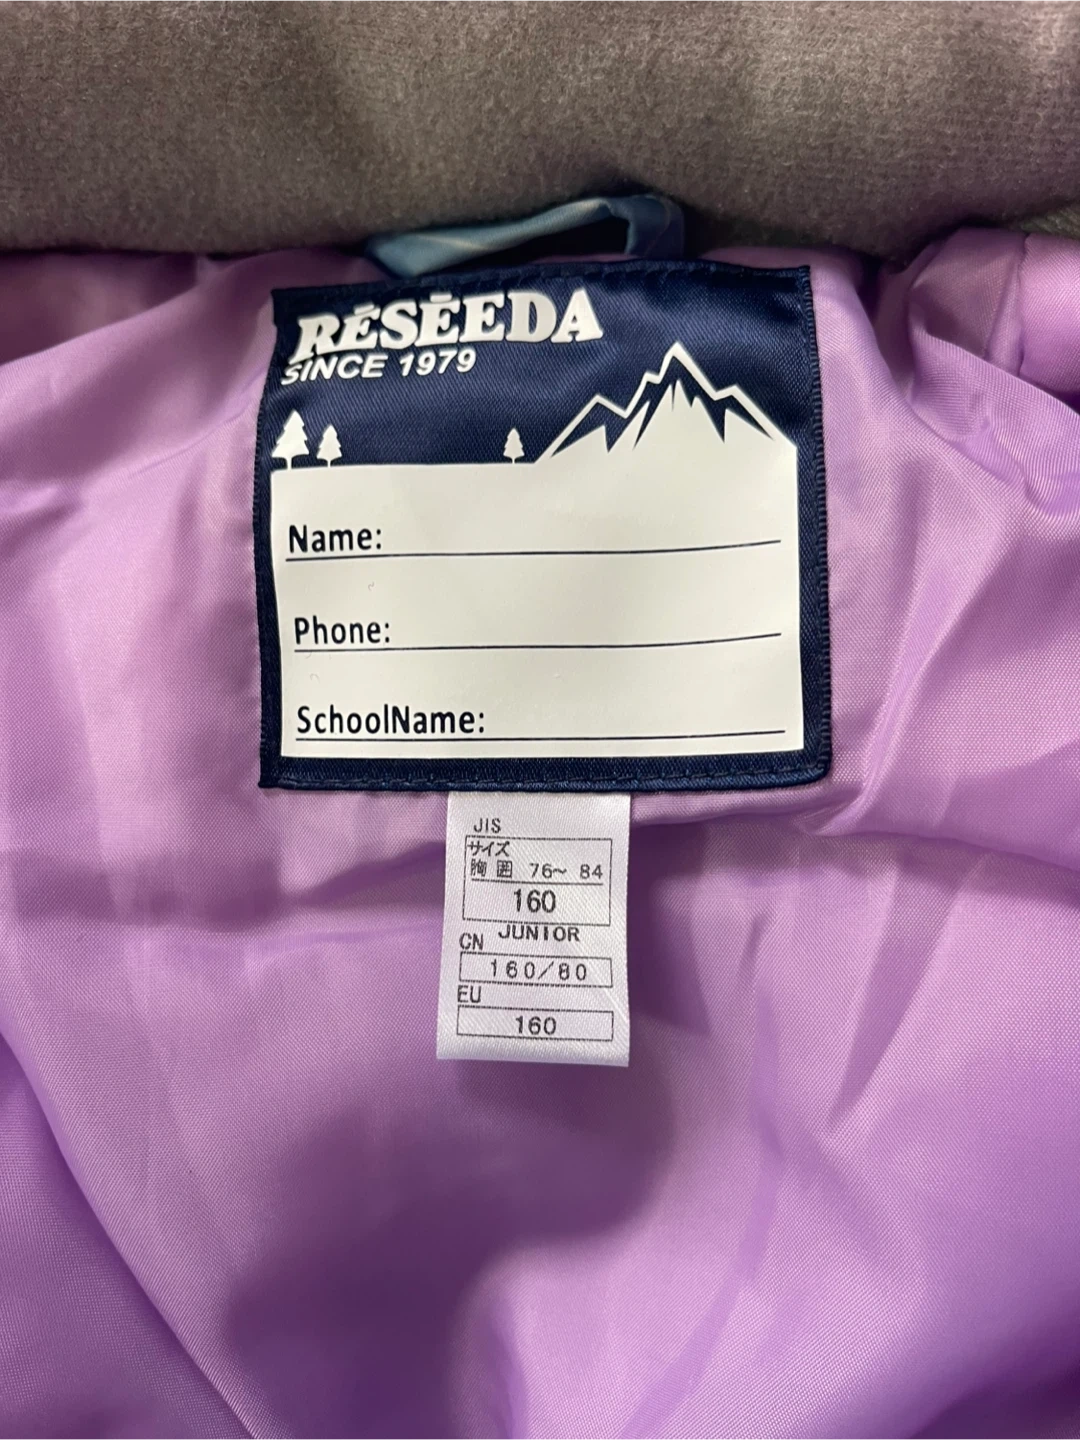 RÉSĒEDA
SINCE 1979
Name:
Phone:
SchoolName:
JIS
サイズ
胸囲 76~ 84
160
JUNIOR
CN
160/80
EU
160